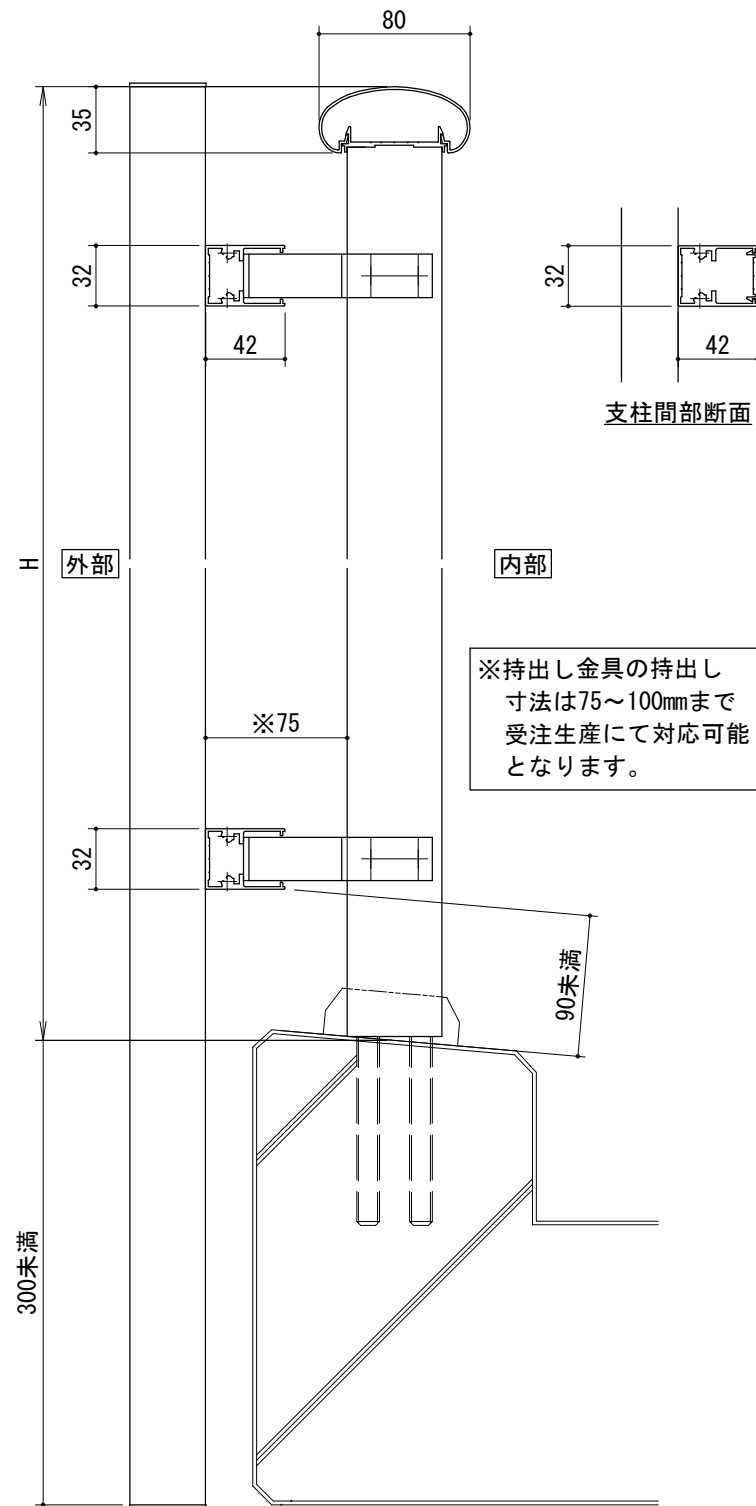 80
35
32
42
32
42
支柱間部断面
H
外部
内部
※持出し金具の持出し
寸法は75～100mmまで
受注生産にて対応可能
となります。
※75
32
90未満
300未満